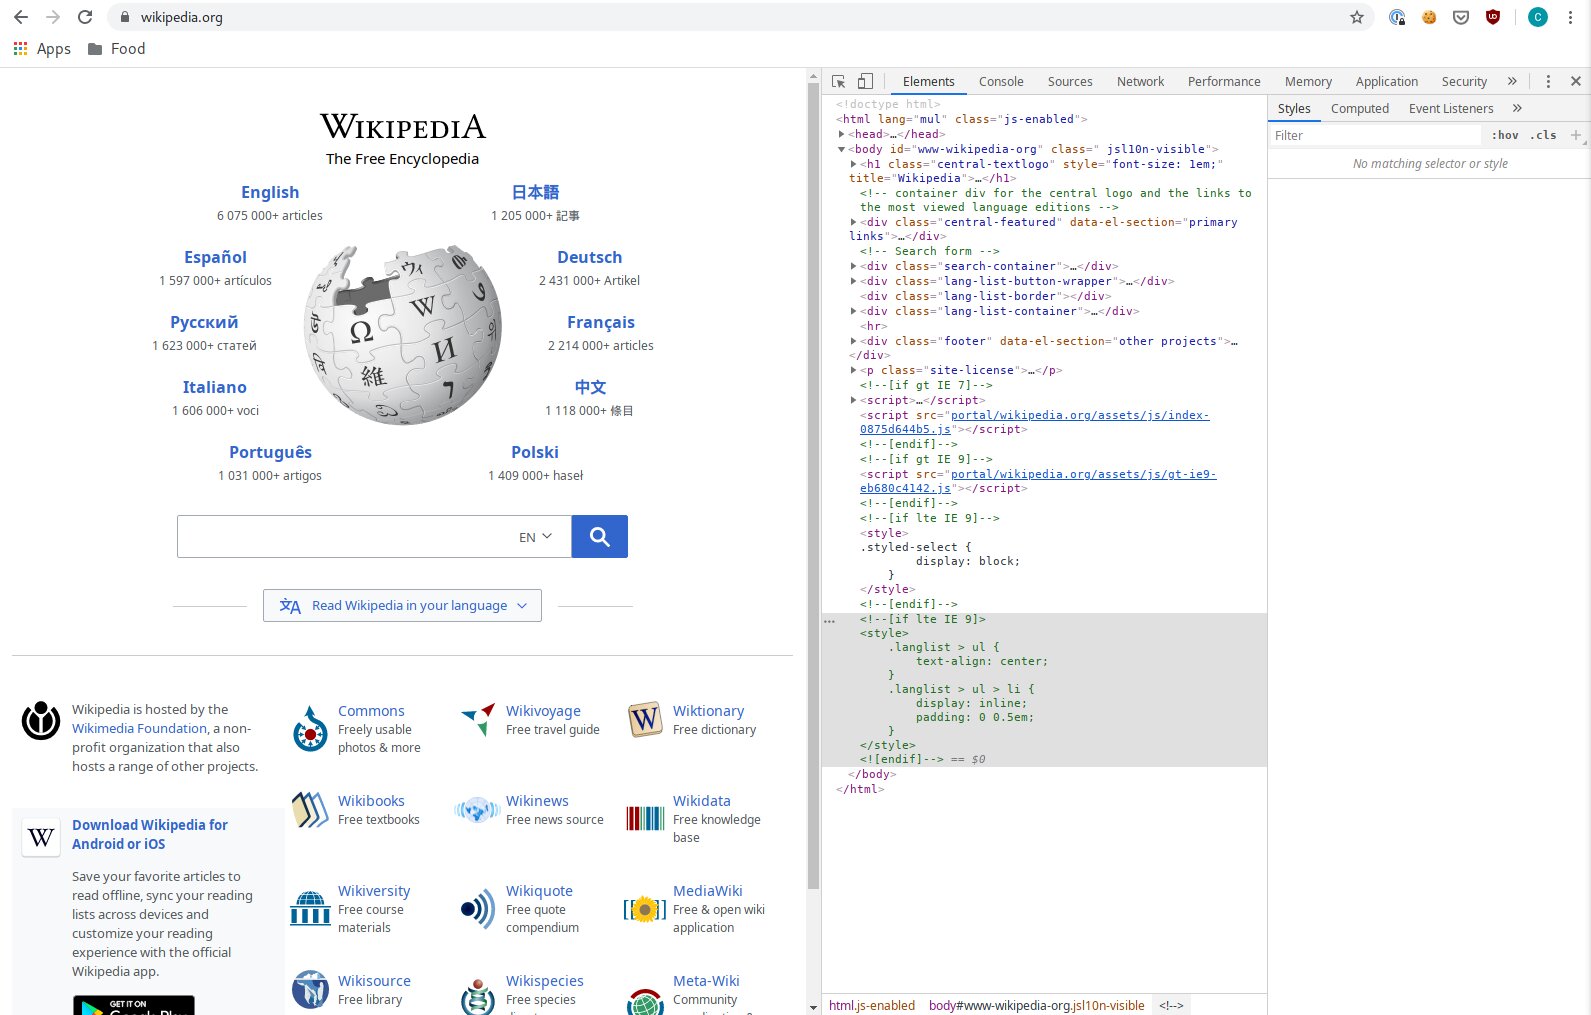 wikipedia.org
C
Apps
Food
WIKIPEDIA
The Free Encyclopedia
English
6 075 000+ articles
日本語
1 205 000+ 記事
Español
1 597 000+ artículos
Deutsch
2 431 000+ Artikel
Русский
1 623 000+ статей
Français
2 214 000+ articles
Italiano
1 606 000+ voci
中文
1 118 000+ 條目
Português
1 031 000+ artigos
Polski
1 409 000+ haseł
Ω
W
И
維
EN
Read Wikipedia in your language
Wikipedia is hosted by the
Wikimedia Foundation, a non-
profit organization that also
hosts a range of other projects.
W
Download Wikipedia for
Android or iOS
Save your favorite articles to
read offline, sync your reading
lists across devices and
customize your reading
experience with the official
Wikipedia app.
GET IT ON
Google Play
Commons
Freely usable
photos & more
Wikivoyage
Free travel guide
W
Wiktionary
Free dictionary
Wikibooks
Free textbooks
Wikinews
Free news source
Wikidata
Free knowledge
base
Wikiversity
Free course
materials
Wikiquote
Free quote
compendium
MediaWiki
Free & open wiki
application
Wikisource
Free library
Wikispecies
Free species
Meta-Wiki
Community
Elements Console Sources Network Performance Memory Application Security »
<!doctype html>
<html lang="mul" class="js-enabled">
<head>…</head>
<body id="www-wikipedia-org" class=" jsl10n-visible">
<h1 class="central-textlogo" style="font-size: 1em;"
title="Wikipedia">…</h1>
<!-- container div for the central logo and the links to
the most viewed language editions -->
<div class="central-featured" data-el-section="primary
links">…</div>
<!-- Search form -->
<div class="search-container">…</div>
<div class="lang-list-button-wrapper">…</div>
<div class="lang-list-border"></div>
<div class="lang-list-container">…</div>
<hr>
<div class="footer" data-el-section="other projects">…
</div>
<p class="site-license">…</p>
<!--[if gt IE 7]-->
<script>…</script>
<script src="portal/wikipedia.org/assets/js/index-
0875d644b5.js"></script>
<!--[endif]-->
<!--[if gt IE 9]-->
<script src="portal/wikipedia.org/assets/js/gt-ie9-
eb680c4142.js"></script>
<!--[endif]-->
<!--[if lte IE 9]-->
<style>
.styled-select {
display: block;
}
</style>
<!--[endif]-->
<!--[if lte IE 9]>
<style>
.langlist > ul {
text-align: center;
}
.langlist > ul > li {
display: inline;
padding: 0 0.5em;
}
</style>
<![endif]--> == $0
</body>
</html>
html.js-enabled body#www-wikipedia-org.jsl10n-visible <!-->
Styles Computed Event Listeners »
Filter
:hov .cls
No matching selector or style